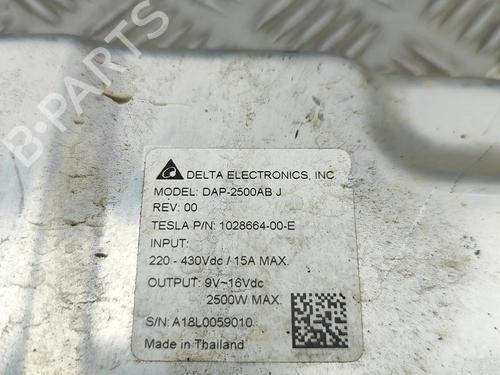 B-PARTS
DELTA ELECTRONICS, INC
MODEL: DAP-2500AB J
REV: 00
TESLA P/N: 1028664-00-E
INPUT:
220 - 430Vdc / 15A MAX.
OUTPUT: 9V~16Vdc
2500W MAX.
S/N: A18L0059010
Made in Thailand